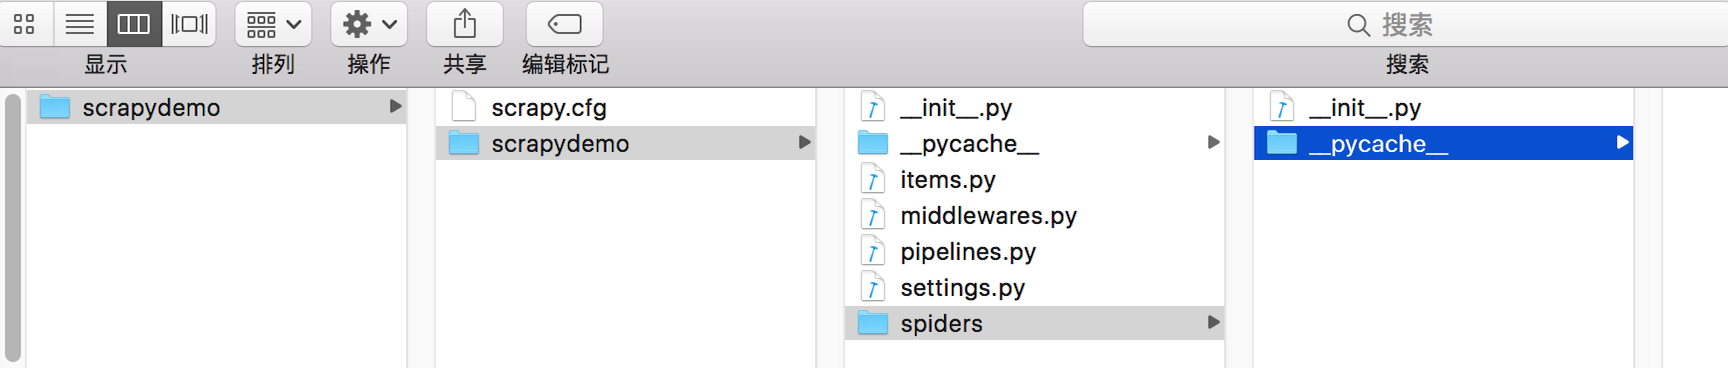 搜索
显示 排列 操作 共享 编辑标记 搜索
scrapydemo scrapy.cfg __init__.py __init__.py
scrapydemo __pycache__ __pycache__
items.py
middlewares.py
pipelines.py
settings.py
spiders